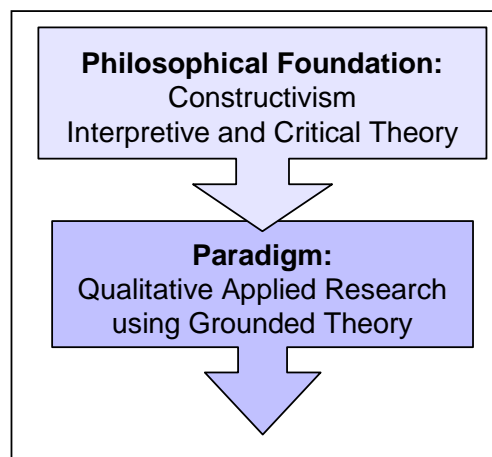 Philosophical Foundation:
Constructivism
Interpretive and Critical Theory
Paradigm:
Qualitative Applied Research
using Grounded Theory